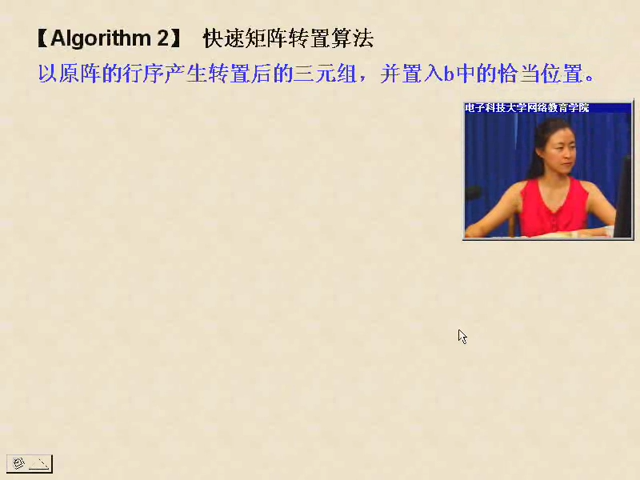 【Algorithm 2】 快速矩阵转置算法
以原阵的行序产生转置后的三元组，并置入b中的恰当位置。
电子科技大学网络教育学院